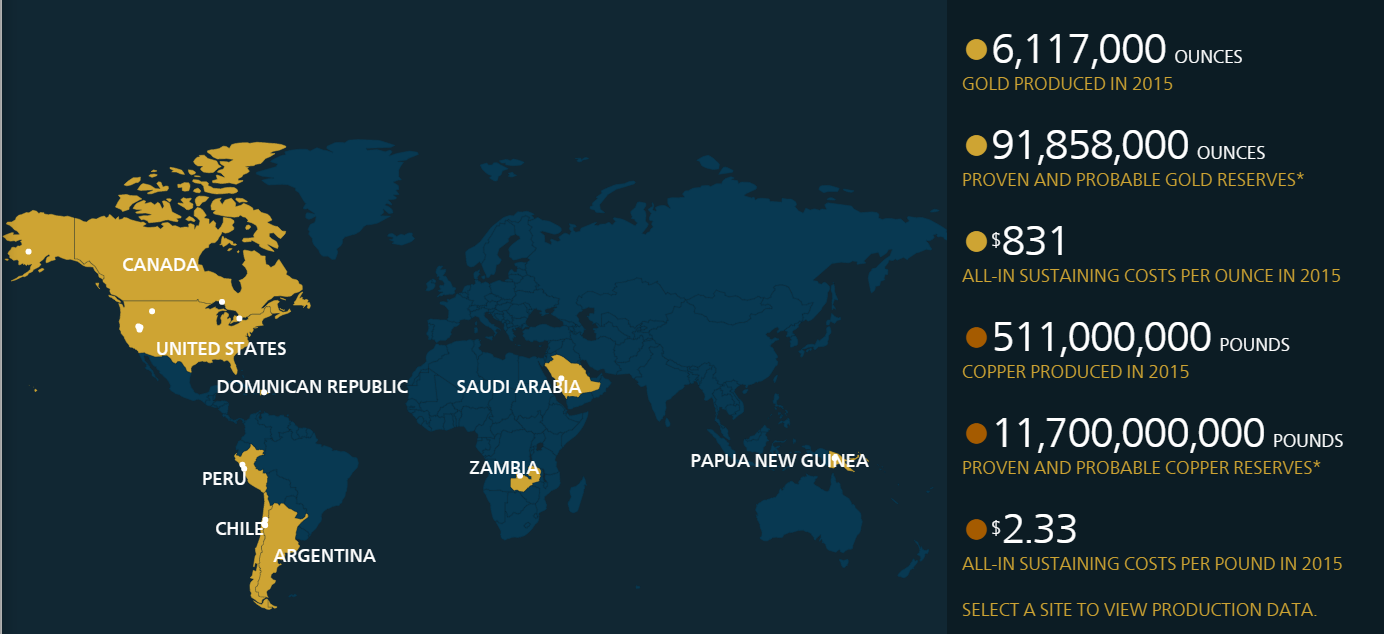 CANADA
UNITED STATES
DOMINICAN REPUBLIC
SAUDI ARABIA
PERU
ZAMBIA
PAPUA NEW GUINEA
CHILE
ARGENTINA
6,117,000 OUNCES
GOLD PRODUCED IN 2015
91,858,000 OUNCES
PROVEN AND PROBABLE GOLD RESERVES*
$831
ALL-IN SUSTAINING COSTS PER OUNCE IN 2015
511,000,000 POUNDS
COPPER PRODUCED IN 2015
11,700,000,000 POUNDS
PROVEN AND PROBABLE COPPER RESERVES*
$2.33
ALL-IN SUSTAINING COSTS PER POUND IN 2015
SELECT A SITE TO VIEW PRODUCTION DATA.